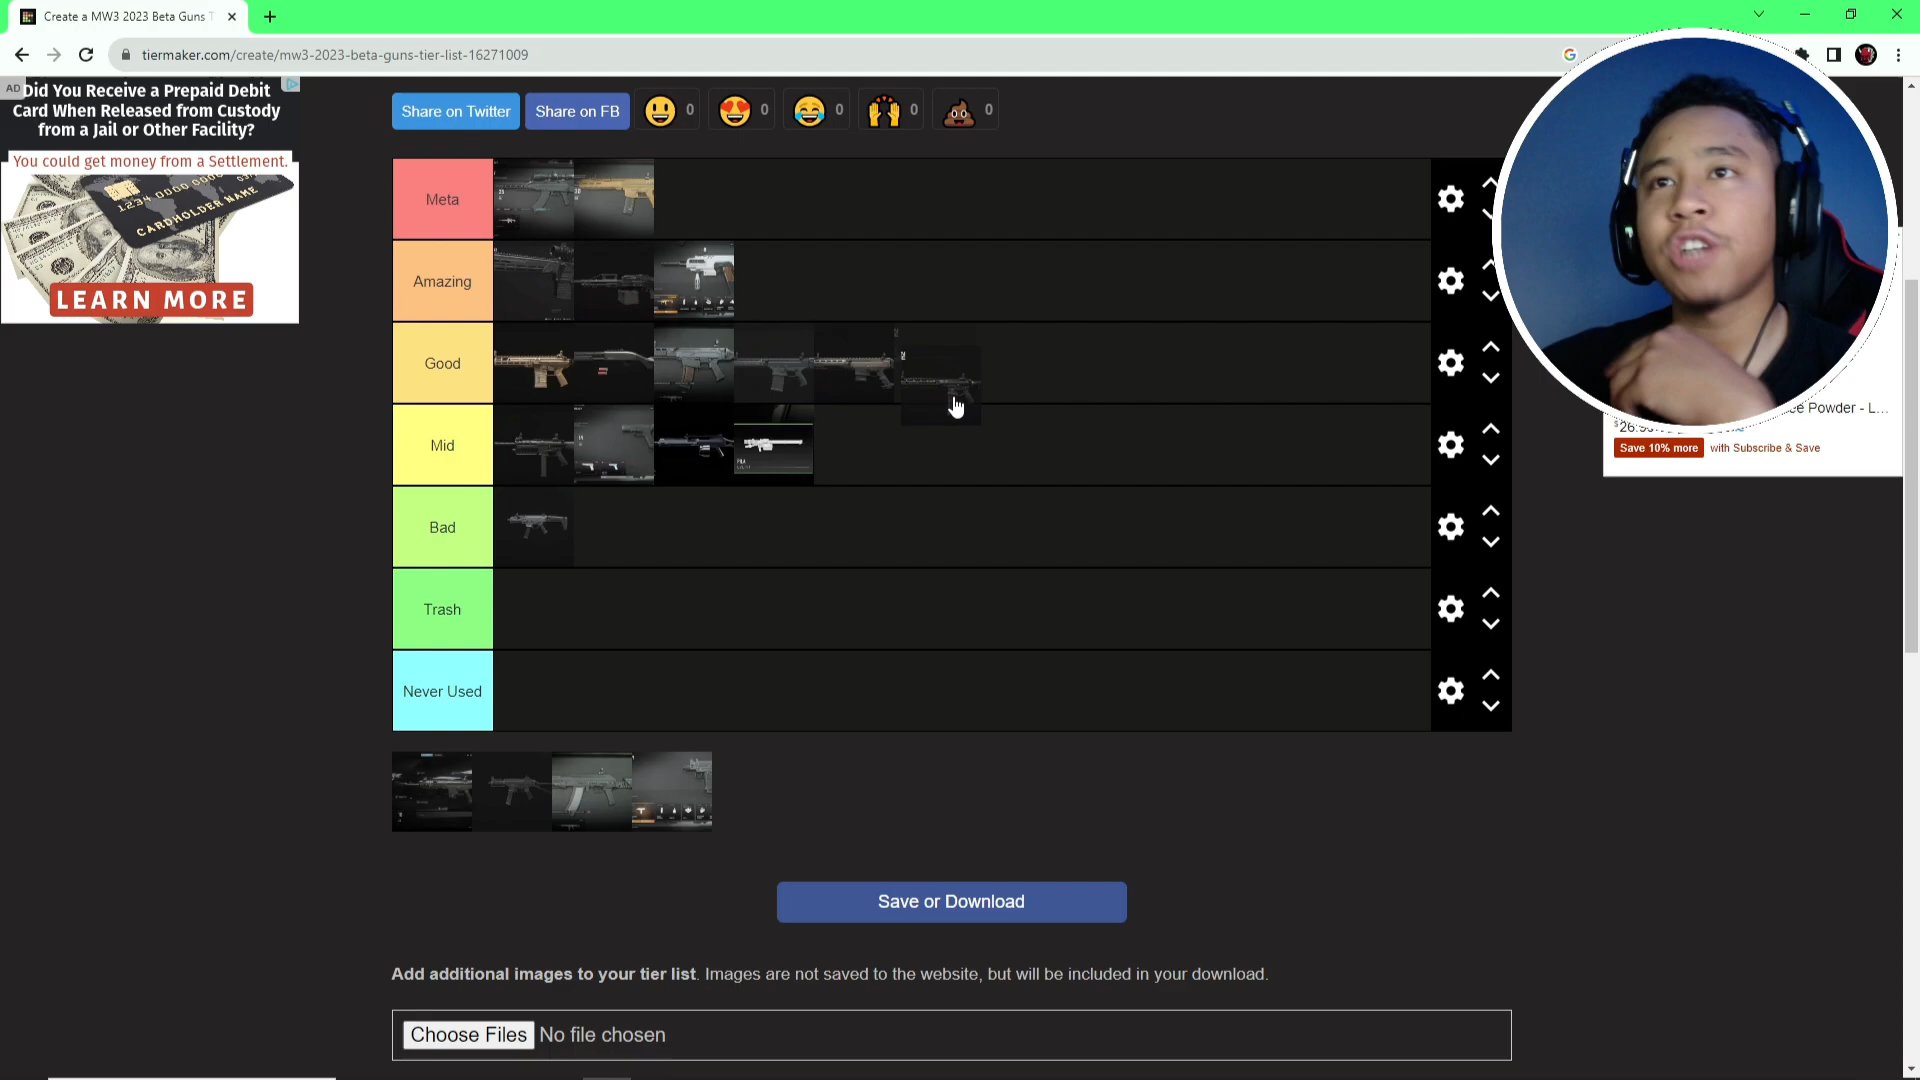 Create a MW3 2023 Beta Guns T
tiermaker.com/create/mw3-2023-beta-guns-tier-list-16271009
AD
Did You Receive a Prepaid Debit
Card When Released from Custody
from a Jail or Other Facility?
You could get money from a Settlement.
1234 0000 0000
CARDHOLDER NAME
LEARN MORE
Share on Twitter
Share on FB
0
0
0
0
0
Meta
Amazing
Good
Mid
Bad
Trash
Never Used
ce Powder - L...
Save 10% more
with Subscribe & Save
Save or Download
Add additional images to your tier list. Images are not saved to the website, but will be included in your download.
Choose Files No file chosen